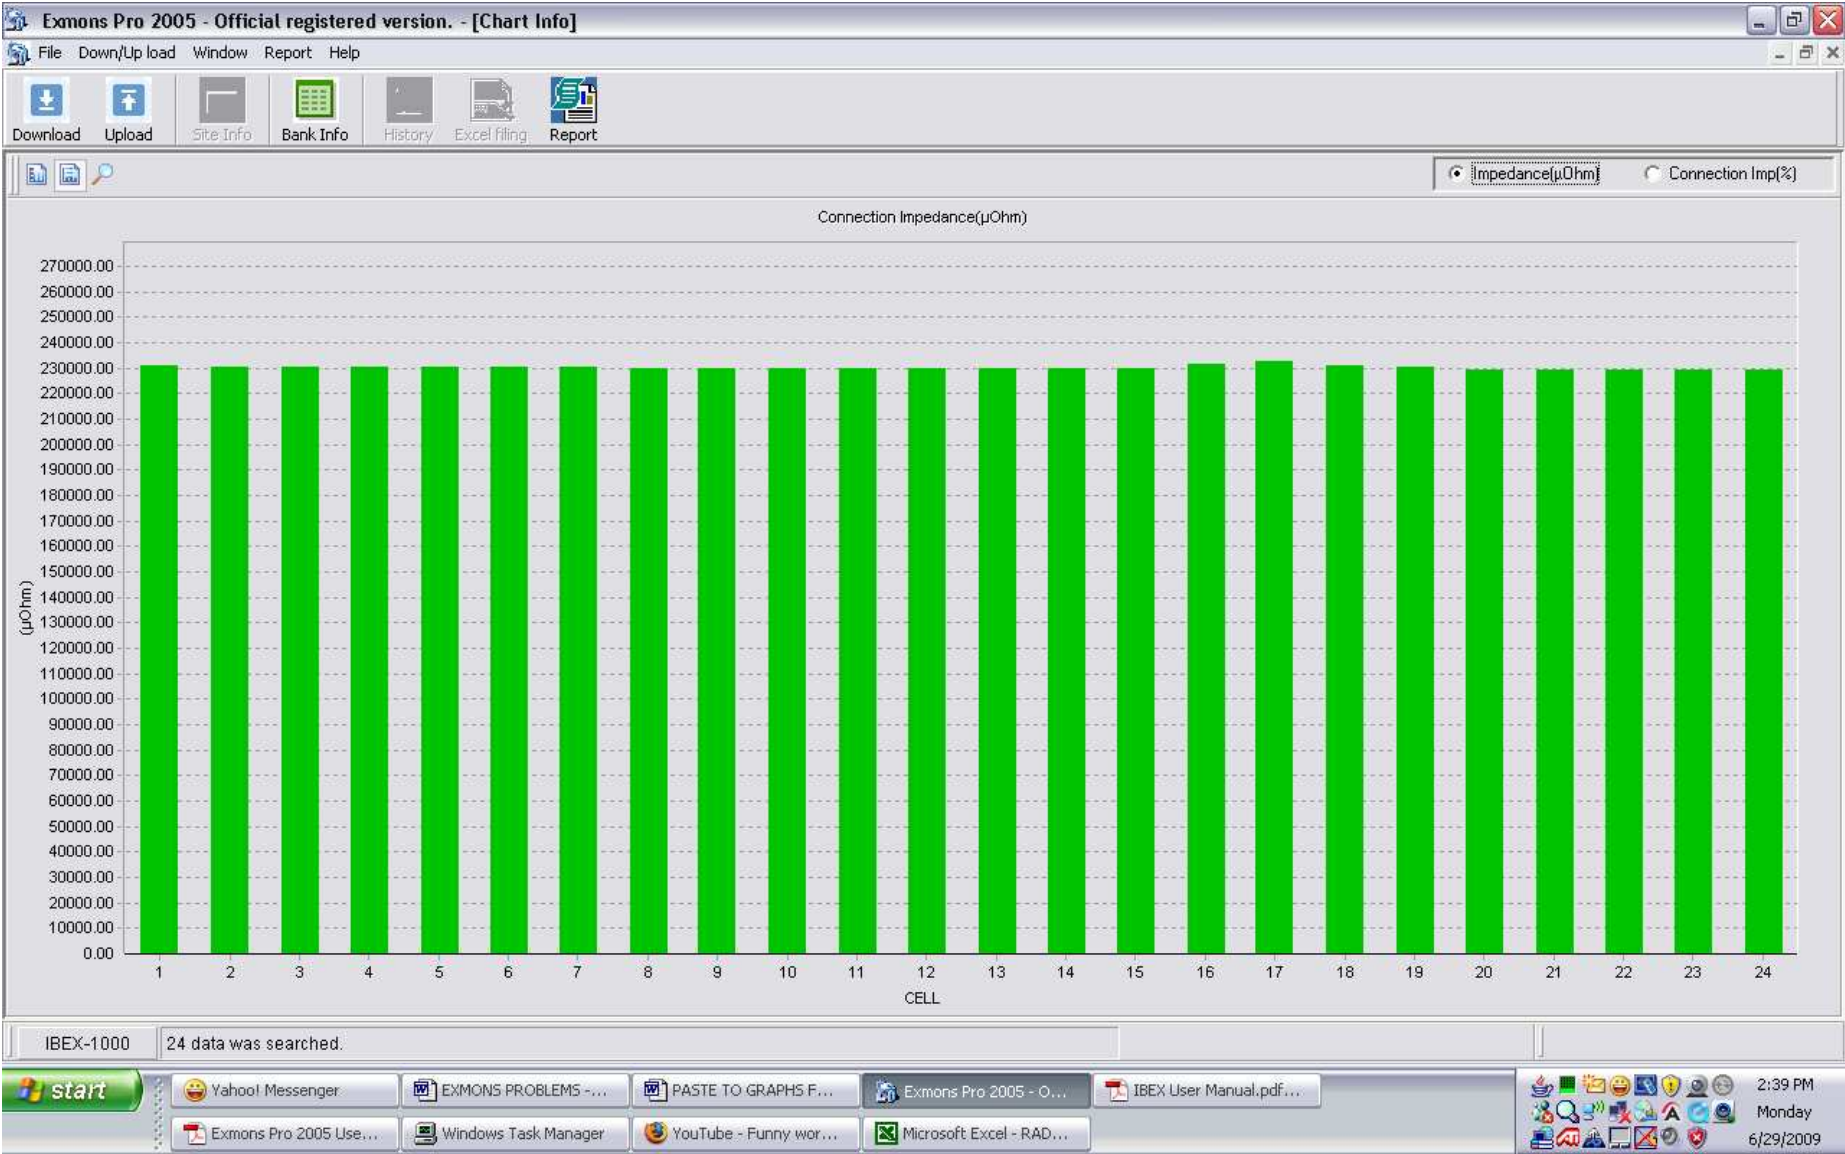 Exmons Pro 2005 - Official registered version. - [Chart Info]
File Down/Up load Window Report Help
Download Upload Site Info Bank Info History Excel filing Report
Impedance(µOhm) Connection Imp(%)
Connection Impedance(µOhm)
270000.00
260000.00
250000.00
240000.00
230000.00
220000.00
210000.00
200000.00
190000.00
180000.00
170000.00
160000.00
150000.00
140000.00
130000.00
120000.00
110000.00
100000.00
90000.00
80000.00
70000.00
60000.00
50000.00
40000.00
30000.00
20000.00
10000.00
0.00
(µOhm)
1 2 3 4 5 6 7 8 9 10 11 12 13 14 15 16 17 18 19 20 21 22 23 24
CELL
IBEX-1000 24 data was searched.
start
Yahoo! Messenger EXMONS PROBLEMS -... PASTE TO GRAPHS F... Exmons Pro 2005 - O... IBEX User Manual.pdf...
Exmons Pro 2005 Use... Windows Task Manager YouTube - Funny wor... Microsoft Excel - RAD...
2:39 PM
Monday
6/29/2009